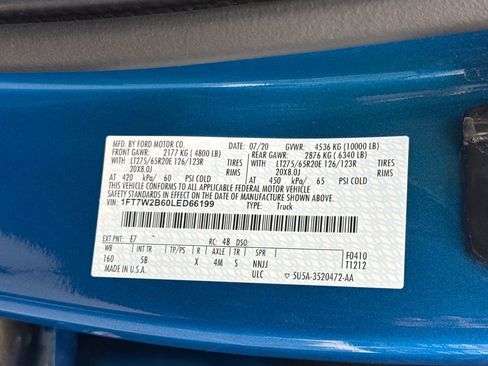 MFD. BY FORD MOTOR CO.
DATE: 07/20 GVWR: 4536 KG (10000 LB)
FRONT GAWR: 2177 KG ( 4800 LB) REAR GAWR: 2876 KG ( 6340 LB)
WITH LT275/65R20E 126/123R TIRES WITH LT275/65R20E 126/123R TIRES
20X8.0J RIMS 20X8.0J RIMS
AT 420 kPa/ 60 PSI COLD AT 450 kPa/ 65 PSI COLD
THIS VEHICLE CONFORMS TO ALL APPLICABLE FEDERAL MOTOR VEHICLE
SAFETY STANDARDS IN EFFECT ON THE DATE OF MANUFACTURE SHOWN ABOVE.
VIN: 1FT7W2B60LED66199 TYPE: Truck
EXT PNT: E7 RC: 48 DSO:
WB INT TR TP/PS R AXLE TR SPR F0410
160 5B X 4M S NNJJ T1212
MADE IN U.S.A. ULC 5U5A-3520472-AA